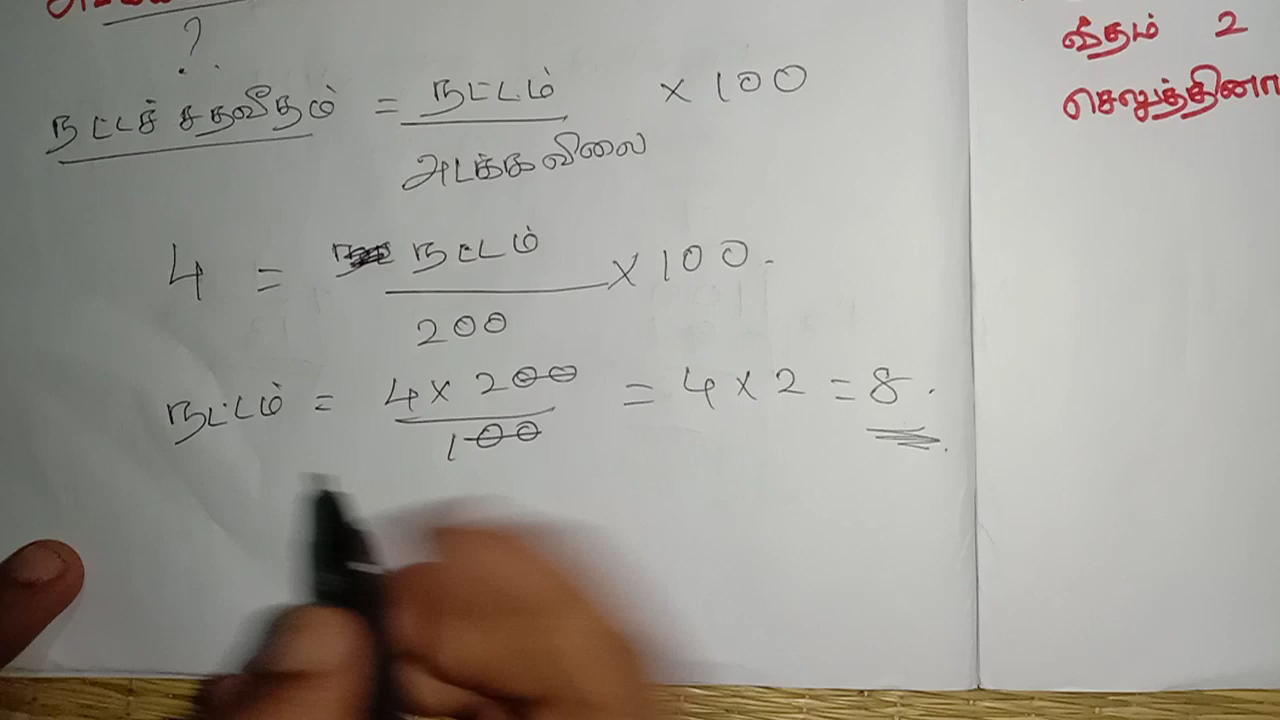 ?
நட்டச் சதவீதம் = நட்டம் / அடக்கவிலை × 100
4 = நட்டம் / 200 × 100.
நட்டம் = 4 × 200 / 100 = 4 × 2 = 8.
வீதம் 2
செலுத்தினா